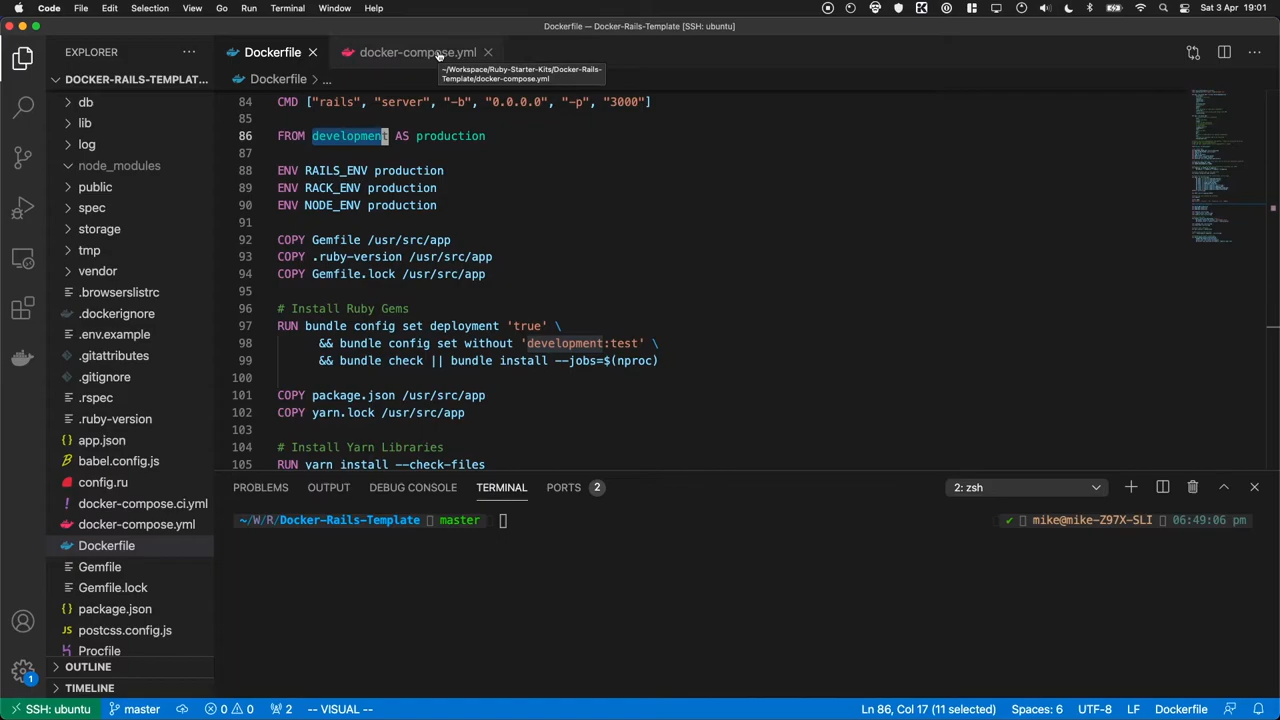 Code File Edit Selection View Go Run Terminal Window Help
Sat 3 Apr 19:01
Dockerfile — Docker-Rails-Template [SSH: ubuntu]
EXPLORER
Dockerfile
docker-compose.yml
~/Workspace/Ruby-Starter-Kits/Docker-Rails-
Template/docker-compose.yml
DOCKER-RAILS-TEMPLAT...
Dockerfile > ...
db
lib
log
node_modules
public
spec
storage
tmp
vendor
.browserslistrc
.dockerignore
.env.example
.gitattributes
.gitignore
.rspec
.ruby-version
app.json
babel.config.js
config.ru
docker-compose.ci.yml
docker-compose.yml
Dockerfile
Gemfile
Gemfile.lock
package.json
postcss.config.js
Procfile
OUTLINE
TIMELINE
84 CMD ["rails", "server", "-b", "0.0.0.0", "-p", "3000"]
85
86 FROM development AS production
87
88 ENV RAILS_ENV production
89 ENV RACK_ENV production
90 ENV NODE_ENV production
91
92 COPY Gemfile /usr/src/app
93 COPY .ruby-version /usr/src/app
94 COPY Gemfile.lock /usr/src/app
95
96 # Install Ruby Gems
97 RUN bundle config set deployment 'true' \
98 && bundle config set without 'development:test' \
99 && bundle check || bundle install --jobs=$(nproc)
100
101 COPY package.json /usr/src/app
102 COPY yarn.lock /usr/src/app
103
104 # Install Yarn Libraries
105 RUN yarn install --check-files
PROBLEMS OUTPUT DEBUG CONSOLE TERMINAL PORTS 2
2: zsh
~/W/R/Docker-Rails-Template master
✔ mike@mike-Z97X-SLI 06:49:06 pm
1
SSH: ubuntu master 0 0 2 -- VISUAL -- Ln 86, Col 17 (11 selected) Spaces: 6 UTF-8 LF Dockerfile